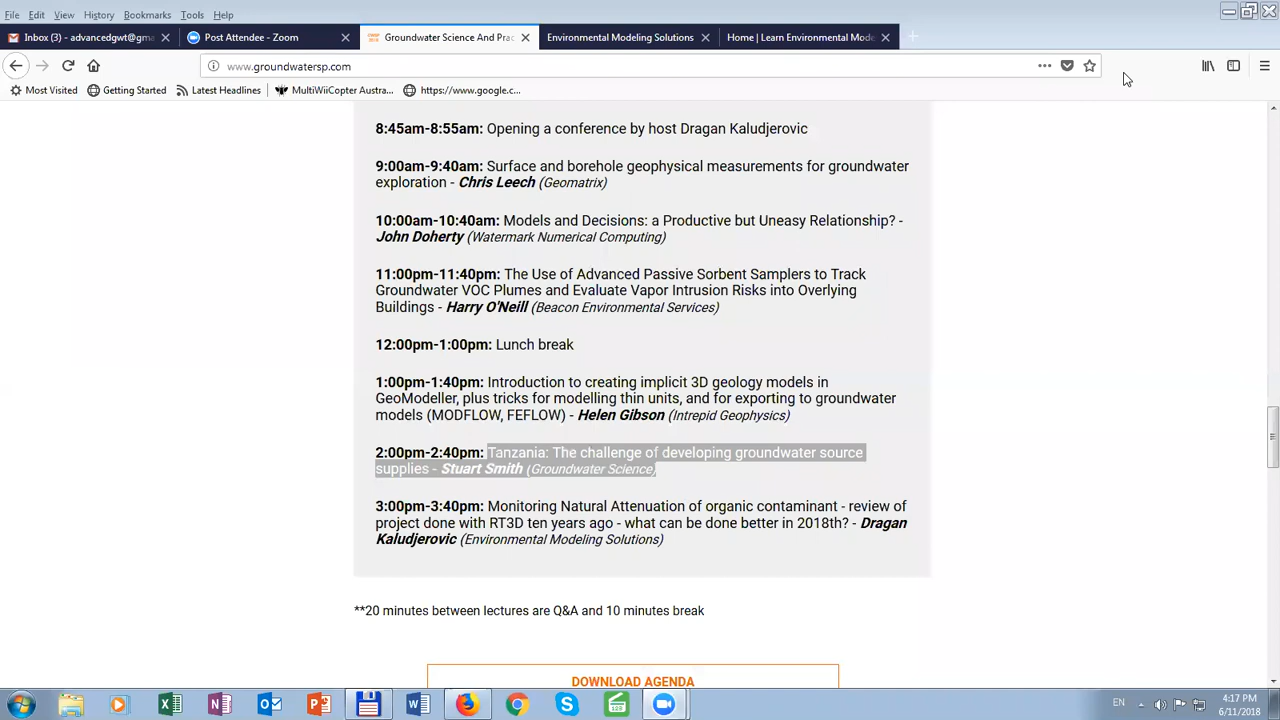 File Edit View History Bookmarks Tools Help
Inbox (3) - advancedgwt@gma
Post Attendee - Zoom
Groundwater Science And Prac
Environmental Modeling Solutions
Home | Learn Environmental Mode
www.groundwatersp.com
Most Visited
Getting Started
Latest Headlines
MultiWiiCopter Austra...
https://www.google.c...
8:45am-8:55am: Opening a conference by host Dragan Kaludjerovic
9:00am-9:40am: Surface and borehole geophysical measurements for groundwater
exploration - Chris Leech (Geomatrix)
10:00am-10:40am: Models and Decisions: a Productive but Uneasy Relationship? -
John Doherty (Watermark Numerical Computing)
11:00pm-11:40pm: The Use of Advanced Passive Sorbent Samplers to Track
Groundwater VOC Plumes and Evaluate Vapor Intrusion Risks into Overlying
Buildings - Harry O'Neill (Beacon Environmental Services)
12:00pm-1:00pm: Lunch break
1:00pm-1:40pm: Introduction to creating implicit 3D geology models in
GeoModeller, plus tricks for modelling thin units, and for exporting to groundwater
models (MODFLOW, FEFLOW) - Helen Gibson (Intrepid Geophysics)
2:00pm-2:40pm: Tanzania: The challenge of developing groundwater source
supplies - Stuart Smith (Groundwater Science)
3:00pm-3:40pm: Monitoring Natural Attenuation of organic contaminant - review of
project done with RT3D ten years ago - what can be done better in 2018th? - Dragan
Kaludjerovic (Environmental Modeling Solutions)
**20 minutes between lectures are Q&A and 10 minutes break
DOWNLOAD AGENDA
EN
4:17 PM
6/11/2018